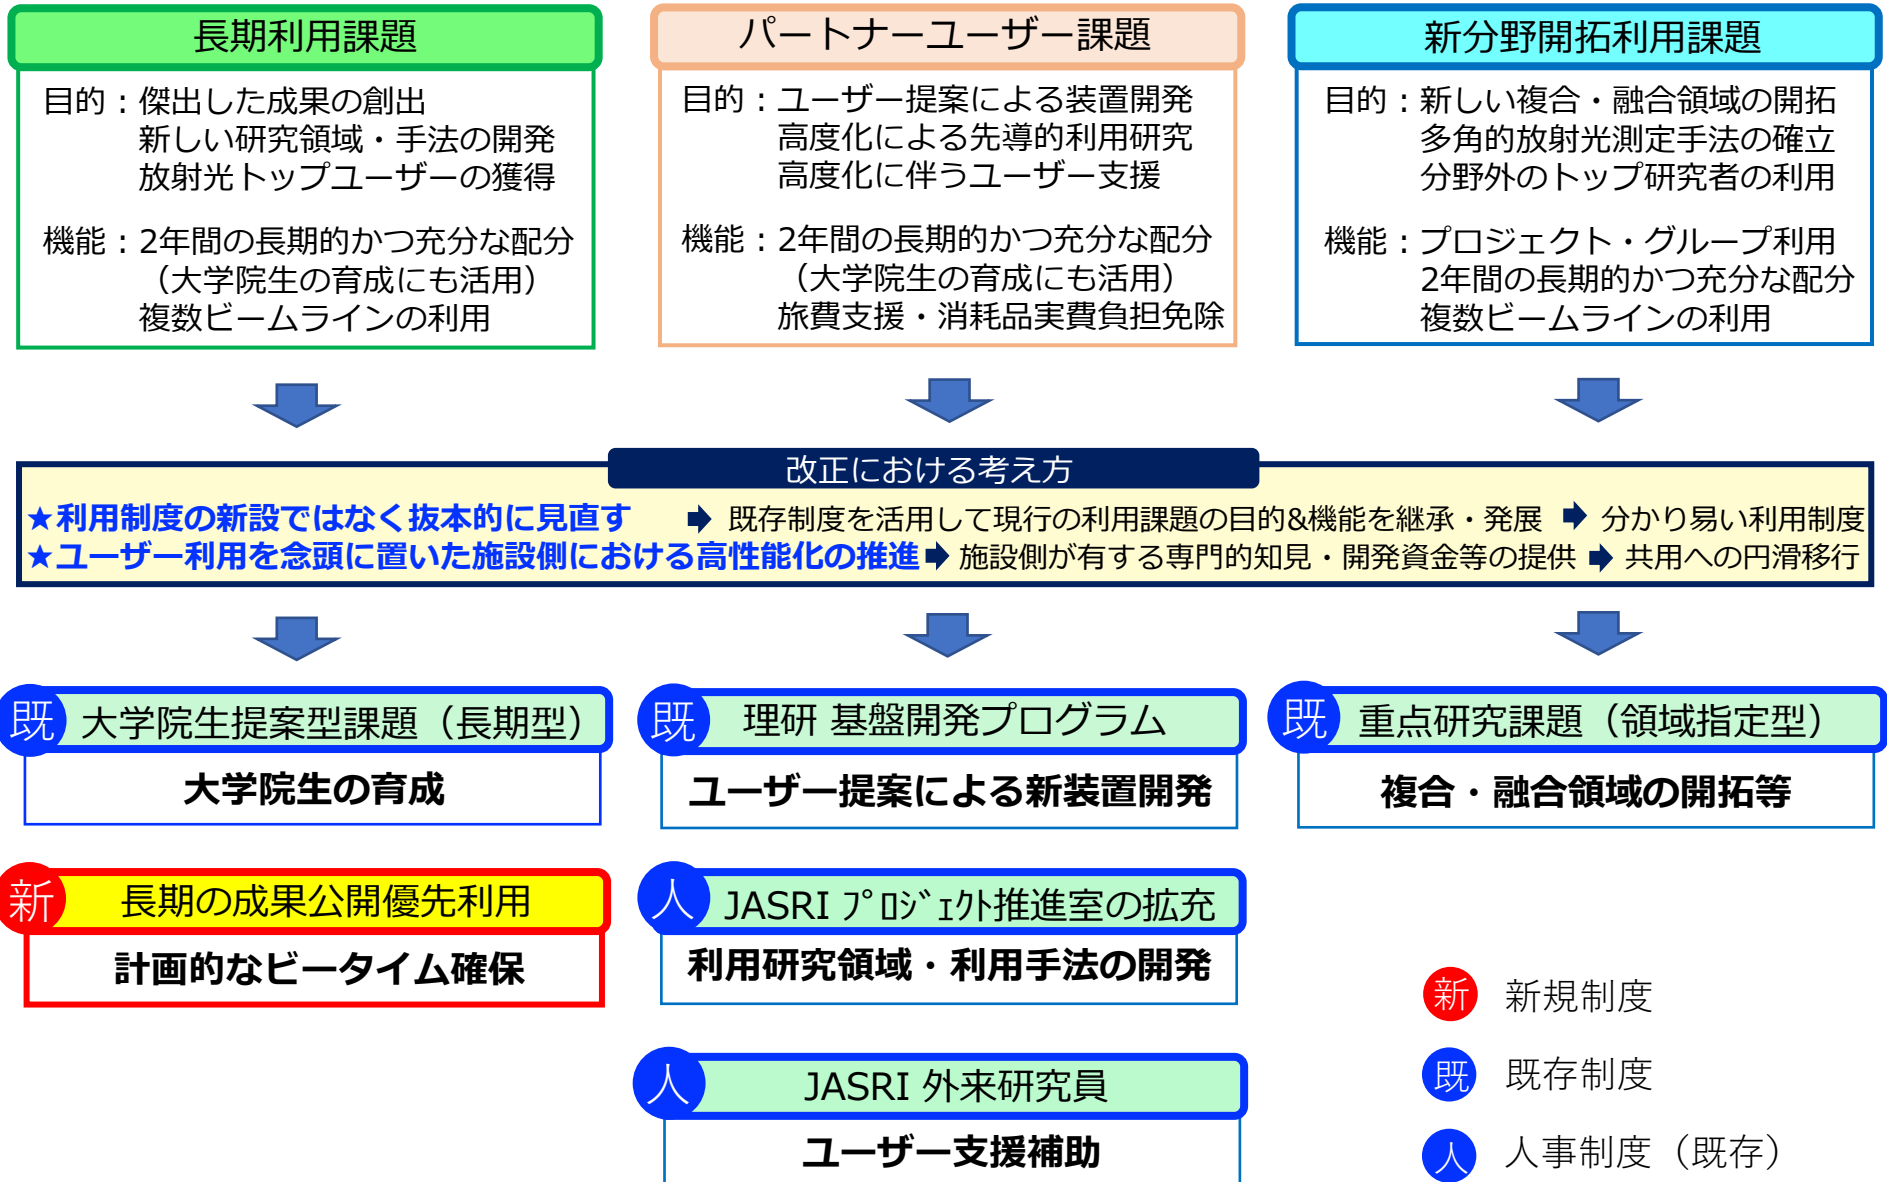 長期利用課題
目的：傑出した成果の創出
新しい研究領域・手法の開発
放射光トップユーザーの獲得
機能：2年間の長期的かつ充分な配分
（大学院生の育成にも活用）
複数ビームラインの利用
パートナーユーザー課題
目的：ユーザー提案による装置開発
高度化による先導的利用研究
高度化に伴うユーザー支援
機能：2年間の長期的かつ充分な配分
（大学院生の育成にも活用）
旅費支援・消耗品実費負担免除
新分野開拓利用課題
目的：新しい複合・融合領域の開拓
多角的放射光測定手法の確立
分野外のトップ研究者の利用
機能：プロジェクト・グループ利用
2年間の長期的かつ充分な配分
複数ビームラインの利用
改正における考え方
★利用制度の新設ではなく抜本的に見直す 既存制度を活用して現行の利用課題の目的&機能を継承・発展 分かり易い利用制度
★ユーザー利用を念頭に置いた施設側における高性能化の推進 施設側が有する専門的知見・開発資金等の提供 共用への円滑移行
既 大学院生提案型課題（長期型）
大学院生の育成
新 長期の成果公開優先利用
計画的なビータイム確保
既 理研 基盤開発プログラム
ユーザー提案による新装置開発
人 JASRI ﾌﾟﾛｼﾞｪｸﾄ推進室の拡充
利用研究領域・利用手法の開発
人 JASRI 外来研究員
ユーザー支援補助
既 重点研究課題（領域指定型）
複合・融合領域の開拓等
新 新規制度
既 既存制度
人 人事制度（既存）